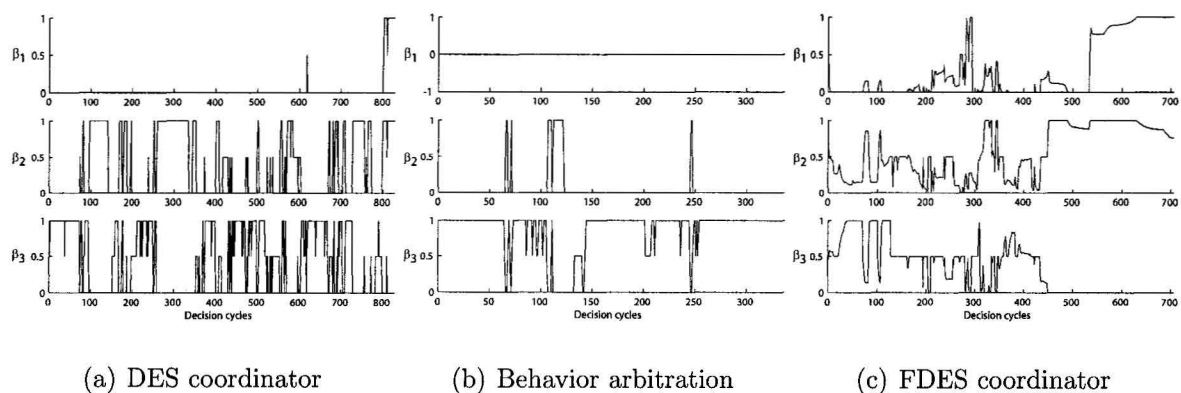 β1
1
0.5
0
100 200 300 400 500 600 700 800
β2
1
0.5
0
0 100 200 300 400 500 600 700 800
β3
1
0.5
0
0 100 200 300 400 500 600 700 800
Decision cycles
(a) DES coordinator
β1
1
0
-1
0 50 100 150 200 250 300
β2
1
0.5
0
0 50 100 150 200 250 300
β3
1
0.5
0
0 50 100 150 200 250 300
Decision cycles
(b) Behavior arbitration
β1
1
0.5
0
0 100 200 300 400 500 600 700
β2
1
0.5
0
0 100 200 300 400 500 600 700
β3
1
0.5
0
0 100 200 300 400 500 600 700
Decision cycles
(c) FDES coordinator